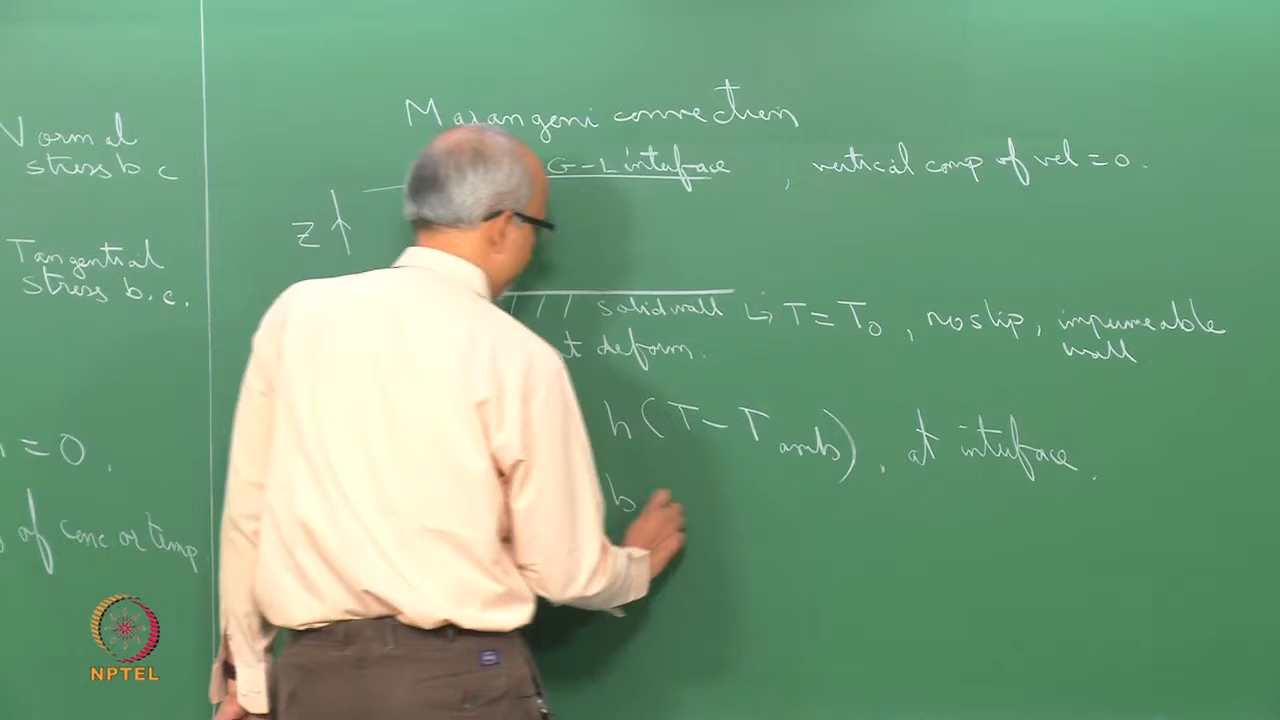 Normal
stress b c
Tangential
stress b.c.
= 0 .
of conc or temp
Marangoni convection
G-L interface , vertical comp of vel = 0 .
Z ↑
solid wall ↳ T = T0 , no slip , impermeable
wall
deform.
h (T - Tamb) , at interface .
b
NPTEL